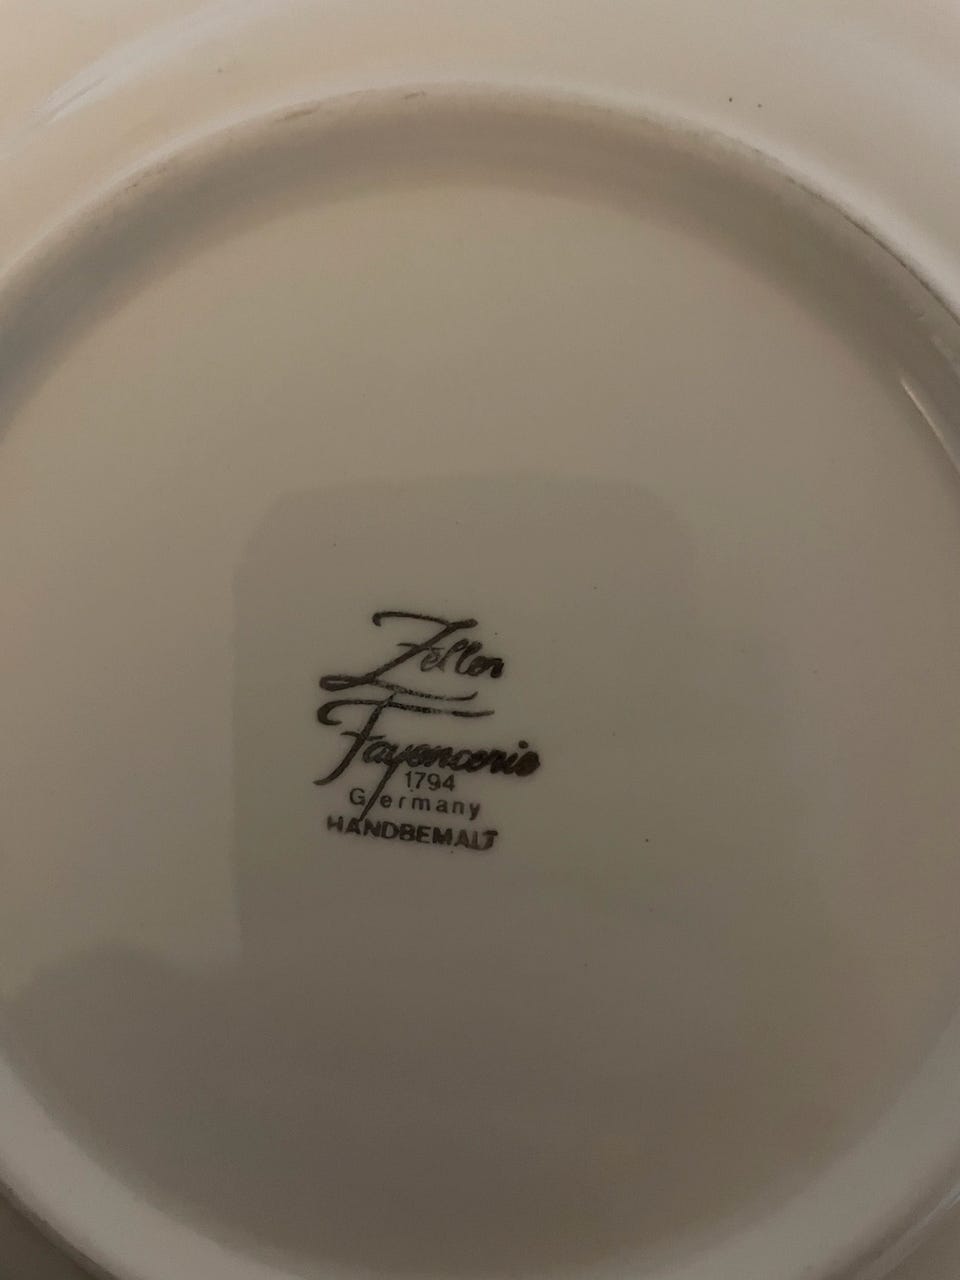 Zeller
Fayencerie
1794
Germany
HANDBEMALT